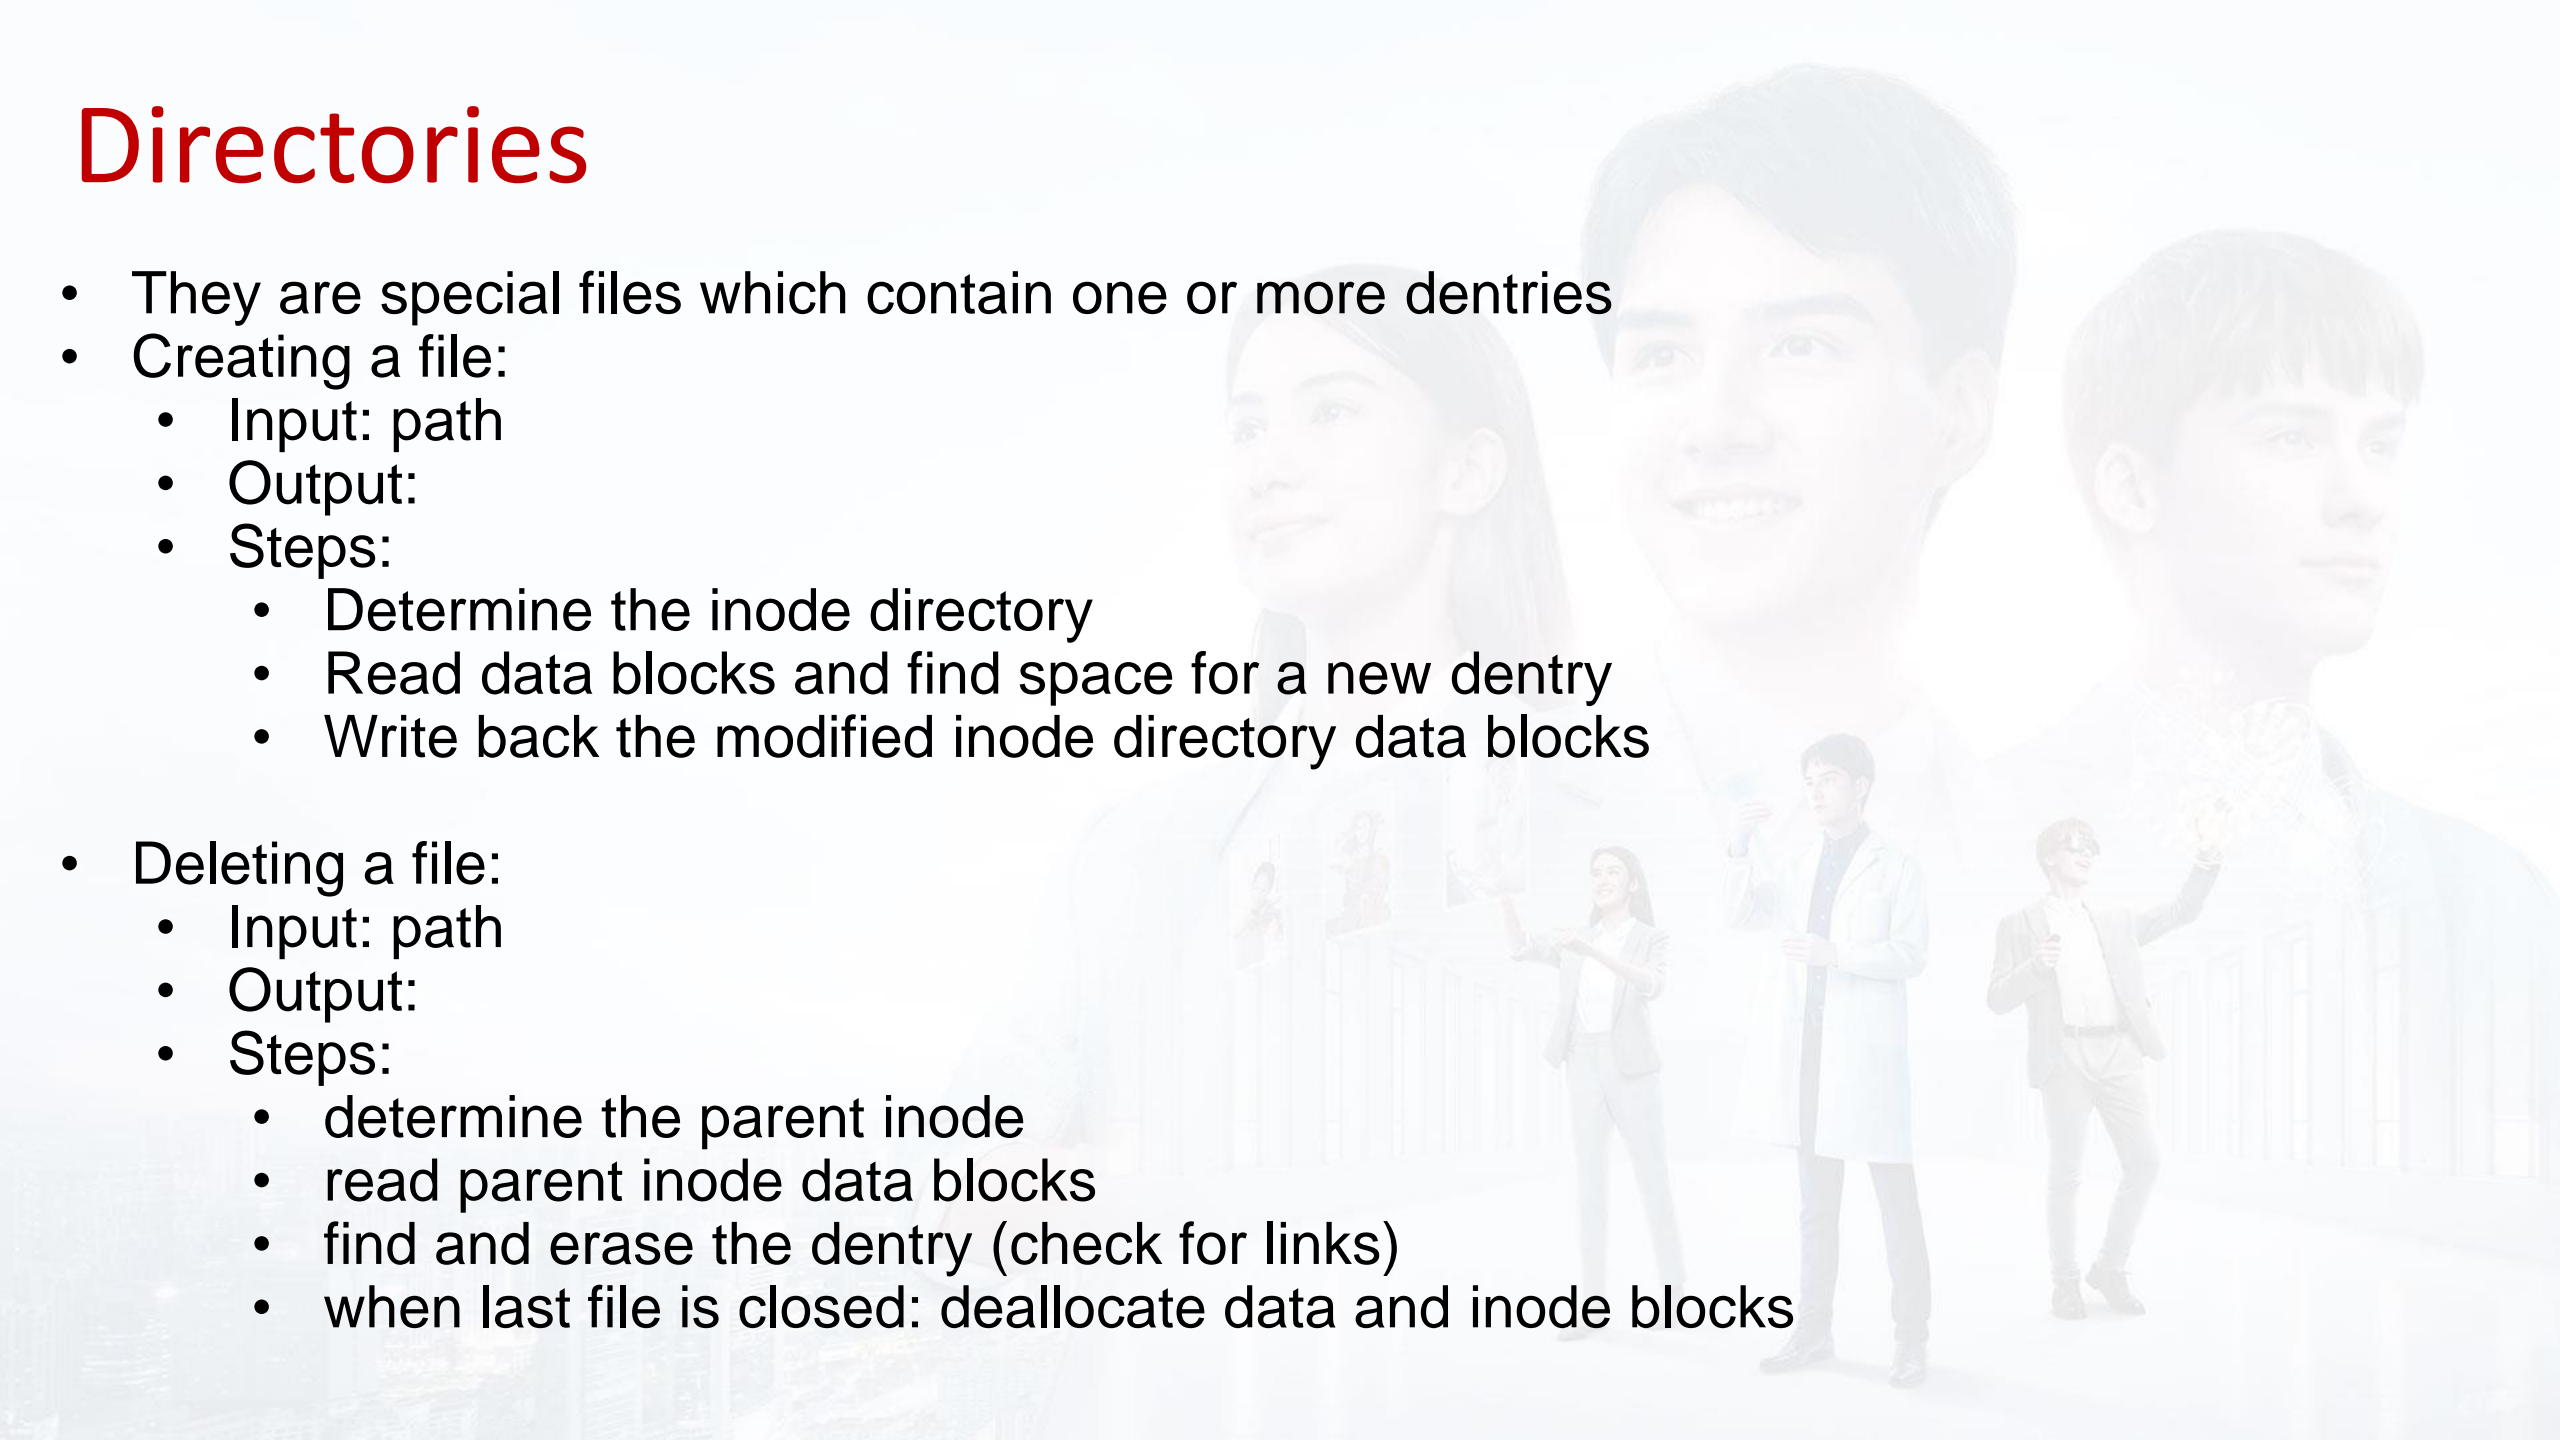 Directories
• They are special files which contain one or more dentries
• Creating a file:
• Input: path
• Output:
• Steps:
• Determine the inode directory
• Read data blocks and find space for a new dentry
• Write back the modified inode directory data blocks
• Deleting a file:
• Input: path
• Output:
• Steps:
• determine the parent inode
• read parent inode data blocks
• find and erase the dentry (check for links)
• when last file is closed: deallocate data and inode blocks